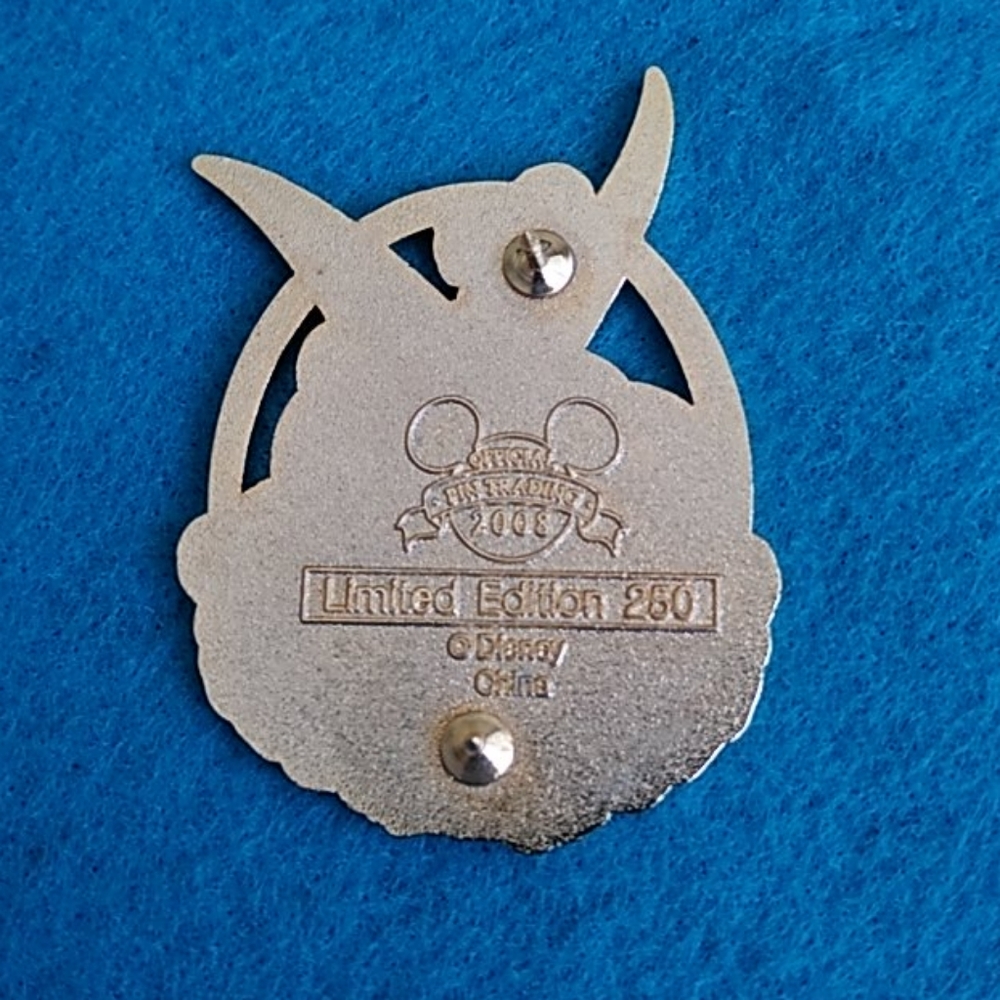 OFFICIAL
PIN TRADING
2008
Limited Edition 250
© Disney
China